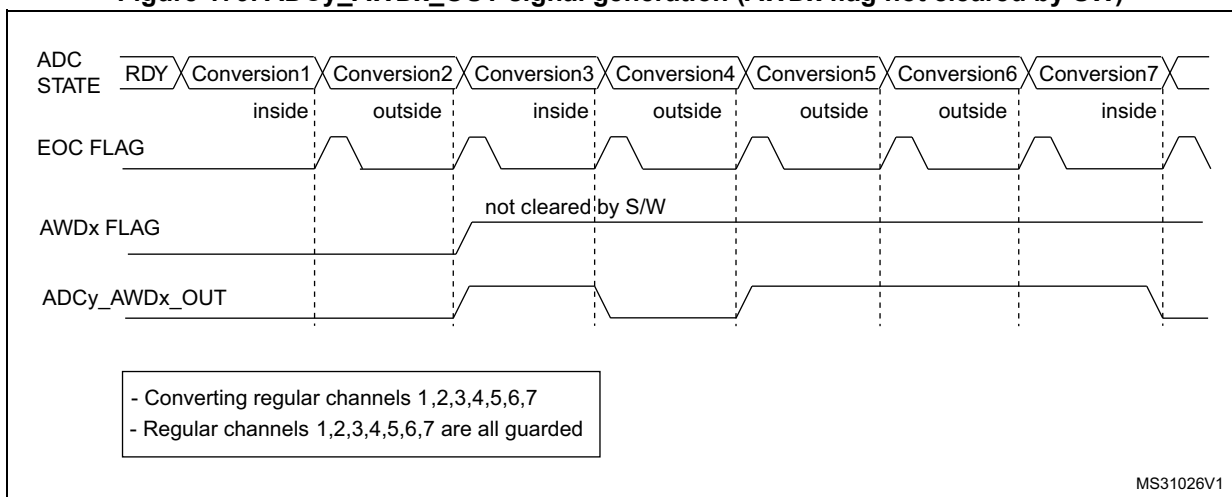 ADC
STATE
RDY Conversion1 Conversion2 Conversion3 Conversion4 Conversion5 Conversion6 Conversion7
inside outside inside outside outside outside inside
EOC FLAG
not cleared by S/W
AWDx FLAG
ADCy_AWDx_OUT
- Converting regular channels 1,2,3,4,5,6,7
- Regular channels 1,2,3,4,5,6,7 are all guarded
MS31026V1